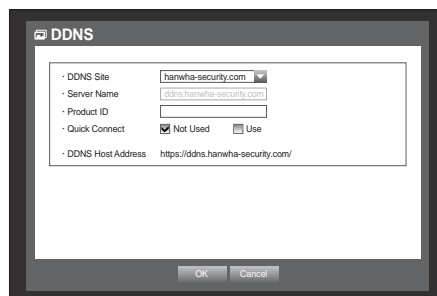 DDNS
· DDNS Site hanwha-security.com
· Server Name ddns.hanwha-security.com
· Product ID
· Quick Connect Not Used Use
· DDNS Host Address https://ddns.hanwha-security.com/
OK Cancel